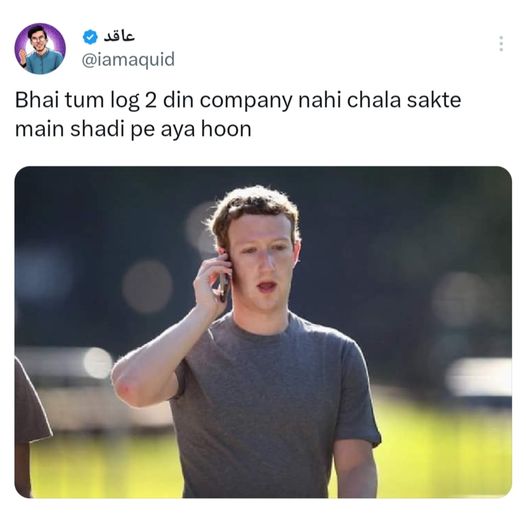 عاقد
@iamaquid
Bhai tum log 2 din company nahi chala sakte
main shadi pe aya hoon